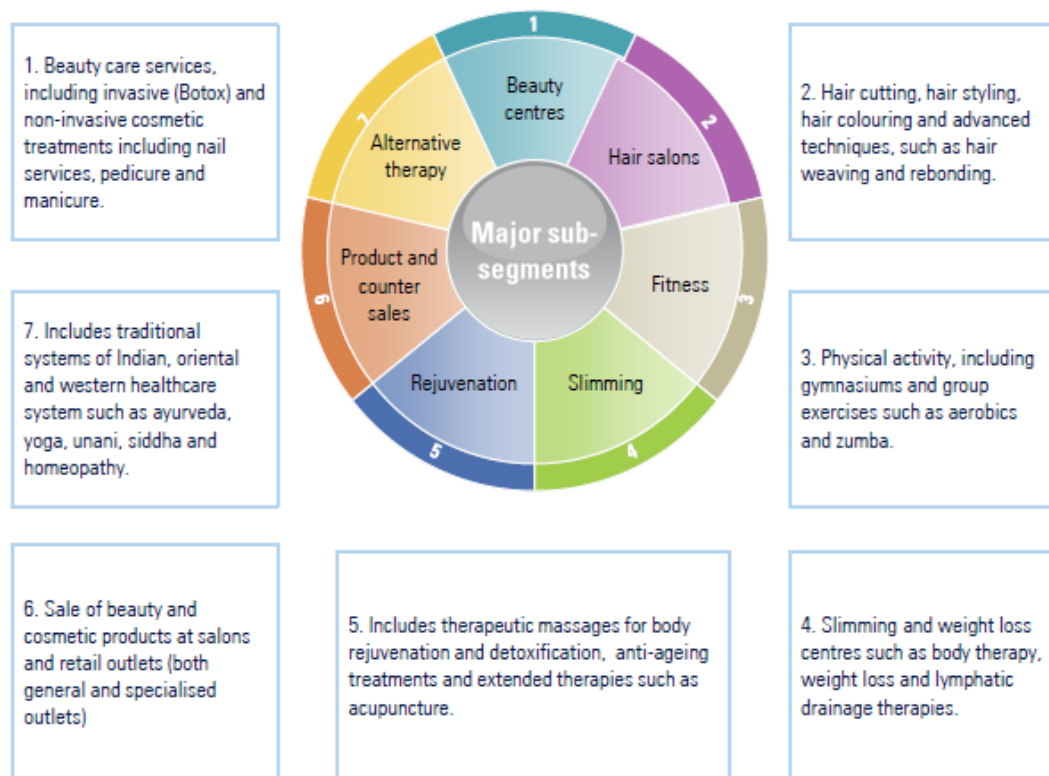 1
Beauty
centres
2
Hair salons
3
Fitness
4
Slimming
5
Rejuvenation
6
Product and
counter
sales
7
Alternative
therapy
Major sub-
segments
1. Beauty care services,
including invasive (Botox) and
non-invasive cosmetic
treatments including nail
services, pedicure and
manicure.
2. Hair cutting, hair styling,
hair colouring and advanced
techniques, such as hair
weaving and rebonding.
7. Includes traditional
systems of Indian, oriental
and western healthcare
system such as ayurveda,
yoga, unani, siddha and
homeopathy.
3. Physical activity, including
gymnasiums and group
exercises such as aerobics
and zumba.
6. Sale of beauty and
cosmetic products at salons
and retail outlets (both
general and specialised
outlets)
5. Includes therapeutic massages for body
rejuvenation and detoxification, anti-ageing
treatments and extended therapies such as
acupuncture.
4. Slimming and weight loss
centres such as body therapy,
weight loss and lymphatic
drainage therapies.